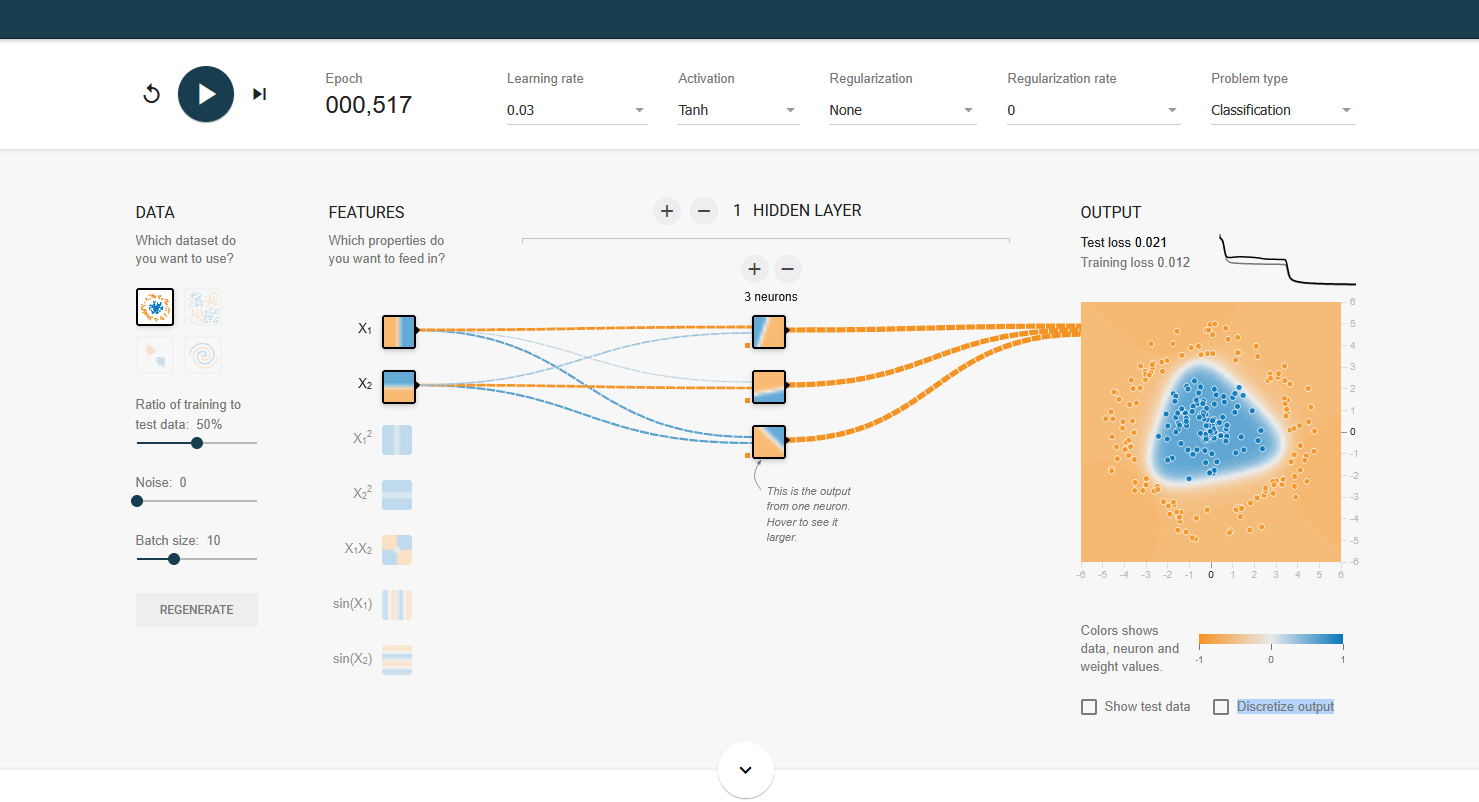 Epoch
000,517
Learning rate
0.03
Activation
Tanh
Regularization
None
Regularization rate
0
Problem type
Classification
DATA
Which dataset do
you want to use?
Ratio of training to
test data: 50%
Noise: 0
Batch size: 10
REGENERATE
FEATURES
Which properties do
you want to feed in?
X₁
X₂
X₁²
X₂²
X₁X₂
sin(X₁)
sin(X₂)
+ − 1 HIDDEN LAYER
+ −
3 neurons
This is the output
from one neuron.
Hover to see it
larger.
OUTPUT
Test loss 0.021
Training loss 0.012
6
5
4
3
2
1
0
-1
-2
-3
-4
-5
-6
-6 -5 -4 -3 -2 -1 0 1 2 3 4 5 6
Colors shows
data, neuron and
weight values.
-1 0 1
Show test data
Discretize output